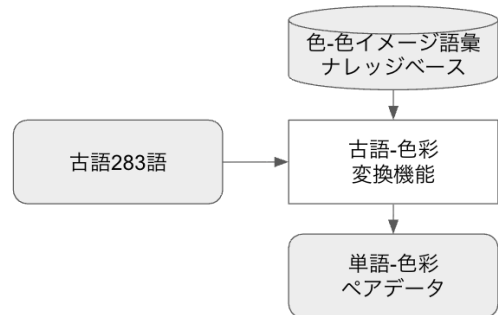 色-色イメージ語彙
ナレッジベース
古語283語
古語-色彩
変換機能
単語-色彩
ペアデータ